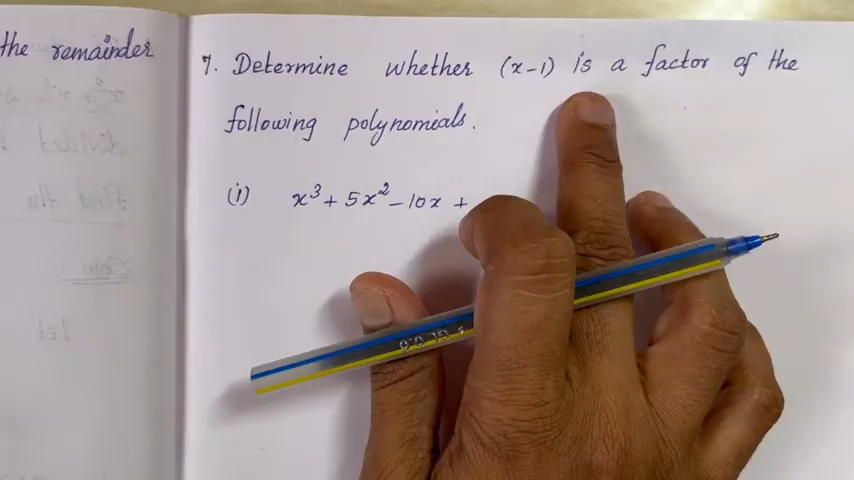 the remainder
7. Determine whether (x-1) is a factor of the
following polynomials.
(i) x³ + 5x² - 10x +